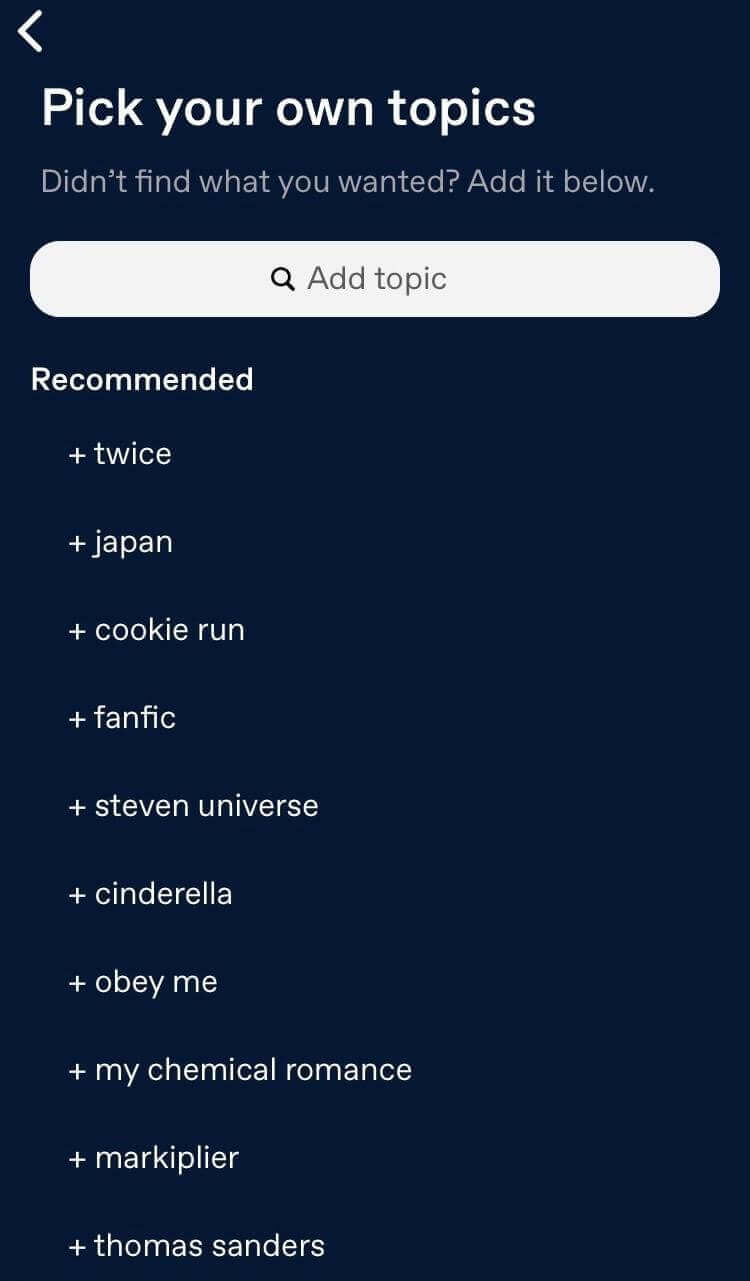 Pick your own topics
Didn’t find what you wanted? Add it below.
Add topic
Recommended
+ twice
+ japan
+ cookie run
+ fanfic
+ steven universe
+ cinderella
+ obey me
+ my chemical romance
+ markiplier
+ thomas sanders